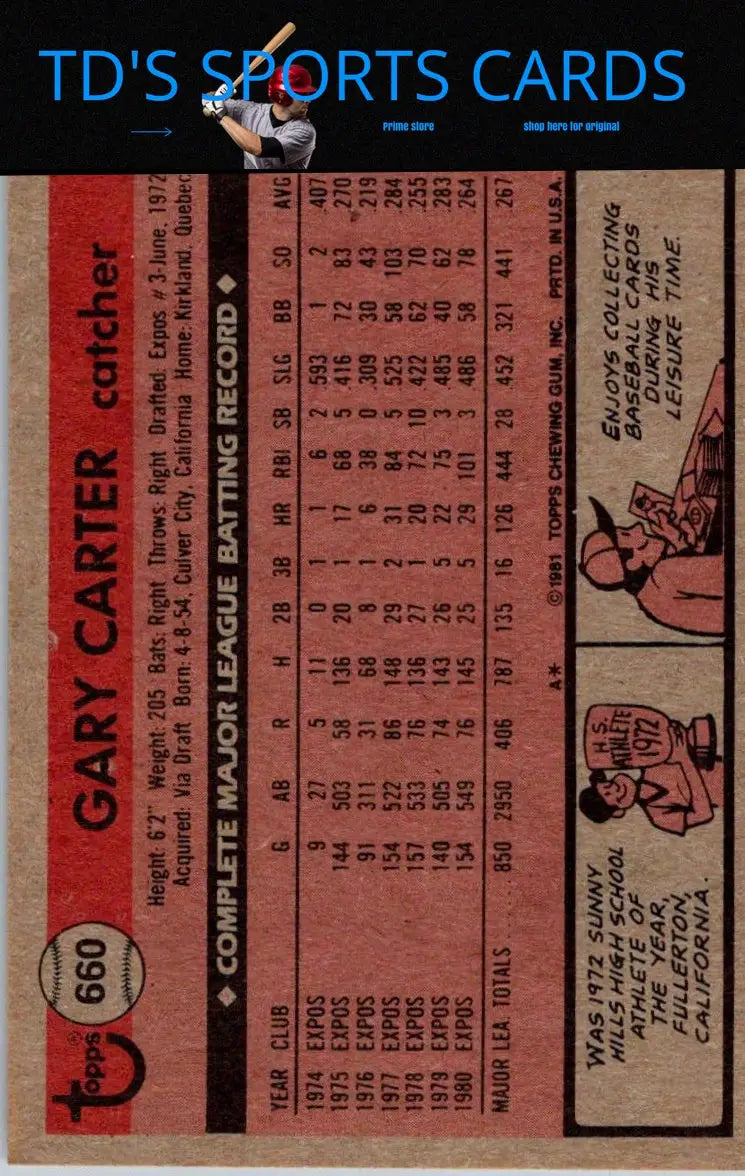 TD'S SPORTS CARDS
Prime store
shop here for original
Topps®
660
GARY CARTER catcher
Height: 6'2" Weight: 205 Bats: Right Throws: Right Drafted: Expos # 3-June, 1972
Acquired: Via Draft Born: 4-8-54, Culver City, California Home: Kirkland, Quebec
COMPLETE MAJOR LEAGUE BATTING RECORD
YEAR CLUB G AB R H 2B 3B HR RBI SB SLG BB SO AVG
1974 EXPOS 9 27 5 11 0 1 1 6 2 .593 1 2 .407
1975 EXPOS 144 503 58 136 20 1 17 68 5 .416 72 83 .270
1976 EXPOS 91 311 31 68 8 1 6 38 0 .309 30 43 .219
1977 EXPOS 154 522 86 148 29 2 31 84 5 .525 58 103 .284
1978 EXPOS 157 533 76 136 27 1 20 72 10 .422 62 70 .255
1979 EXPOS 140 505 74 143 26 5 22 75 3 .485 40 62 .283
1980 EXPOS 154 549 76 145 25 5 29 101 3 .486 58 78 .264
MAJOR LEA. TOTALS ..... 850 2950 406 787 135 16 126 444 28 .452 321 441 .267
A* ©1981 TOPPS CHEWING GUM, INC. PRTD. IN U.S.A.
WAS 1972 SUNNY
HILLS HIGH SCHOOL
ATHLETE OF
THE YEAR,
FULLERTON,
CALIFORNIA.
H.S.
ATHLETE
1972
ENJOYS COLLECTING
BASEBALL CARDS
DURING HIS
LEISURE TIME.